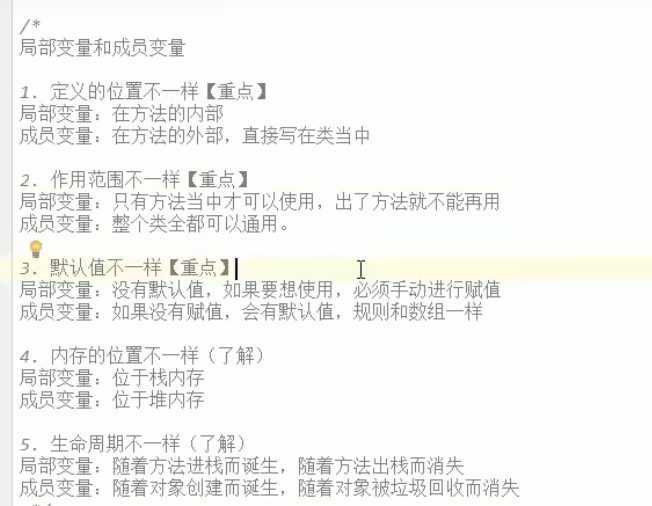 /*
局部变量和成员变量
1. 定义的位置不一样【重点】
局部变量：在方法的内部
成员变量：在方法的外部，直接写在类当中
2. 作用范围不一样【重点】
局部变量：只有方法当中才可以使用，出了方法就不能再用
成员变量：整个类全都可以通用。
3. 默认值不一样【重点】
局部变量：没有默认值，如果要想使用，必须手动进行赋值
成员变量：如果没有赋值，会有默认值，规则和数组一样
4. 内存的位置不一样（了解）
局部变量：位于栈内存
成员变量：位于堆内存
5. 生命周期不一样（了解）
局部变量：随着方法进栈而诞生，随着方法出栈而消失
成员变量：随着对象创建而诞生，随着对象被垃圾回收而消失